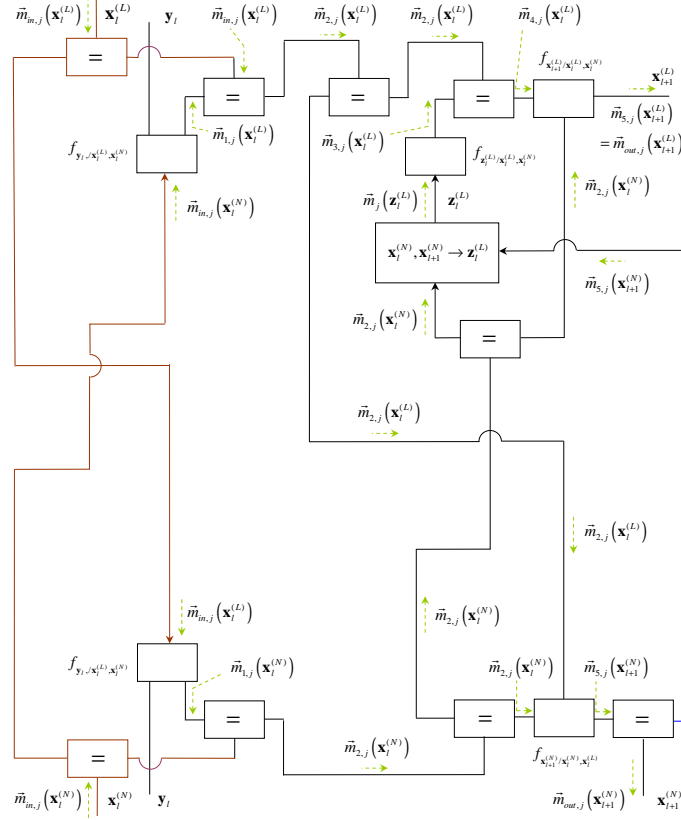 m⃗_{in,j}(𝐱_l^{(L)}) 𝐱_l^{(L)} 𝐲_l m⃗_{in,j}(𝐱_l^{(L)}) m⃗_{2,j}(𝐱_l^{(L)}) m⃗_{2,j}(𝐱_l^{(L)}) m⃗_{4,j}(𝐱_l^{(L)})
f_{𝐱_{l+1}^{(L)}/𝐱_l^{(L)},𝐱_l^{(N)}}
=
𝐱_{l+1}^{(L)}
= = =
m⃗_{1,j}(𝐱_l^{(L)}) m⃗_{3,j}(𝐱_l^{(L)}) m⃗_{5,j}(𝐱_{l+1}^{(L)})
= m⃗_{out,j}(𝐱_{l+1}^{(L)})
f_{𝐲_l,/𝐱_l^{(L)},𝐱_l^{(N)}} f_{𝐳_l^{(L)}/𝐱_l^{(L)},𝐱_l^{(N)}}
m⃗_{in,j}(𝐱_l^{(N)}) m⃗_j(𝐳_l^{(L)}) 𝐳_l^{(L)} m⃗_{2,j}(𝐱_l^{(N)})
𝐱_l^{(N)}, 𝐱_{l+1}^{(N)} → 𝐳_l^{(L)}
m⃗_{5,j}(𝐱_{l+1}^{(N)})
m⃗_{2,j}(𝐱_l^{(N)})
=
m⃗_{2,j}(𝐱_l^{(L)})
m⃗_{2,j}(𝐱_l^{(L)})
m⃗_{in,j}(𝐱_l^{(L)}) m⃗_{2,j}(𝐱_l^{(N)})
f_{𝐲_l,/𝐱_l^{(L)},𝐱_l^{(N)}} m⃗_{1,j}(𝐱_l^{(N)}) m⃗_{2,j}(𝐱_l^{(N)}) m⃗_{5,j}(𝐱_{l+1}^{(N)})
= = =
m⃗_{2,j}(𝐱_l^{(N)})
=
f_{𝐱_{l+1}^{(N)}/𝐱_l^{(N)},𝐱_l^{(L)}}
m⃗_{in,j}(𝐱_l^{(N)}) 𝐱_l^{(N)} 𝐲_l m⃗_{out,j}(𝐱_{l+1}^{(N)}) 𝐱_{l+1}^{(N)}